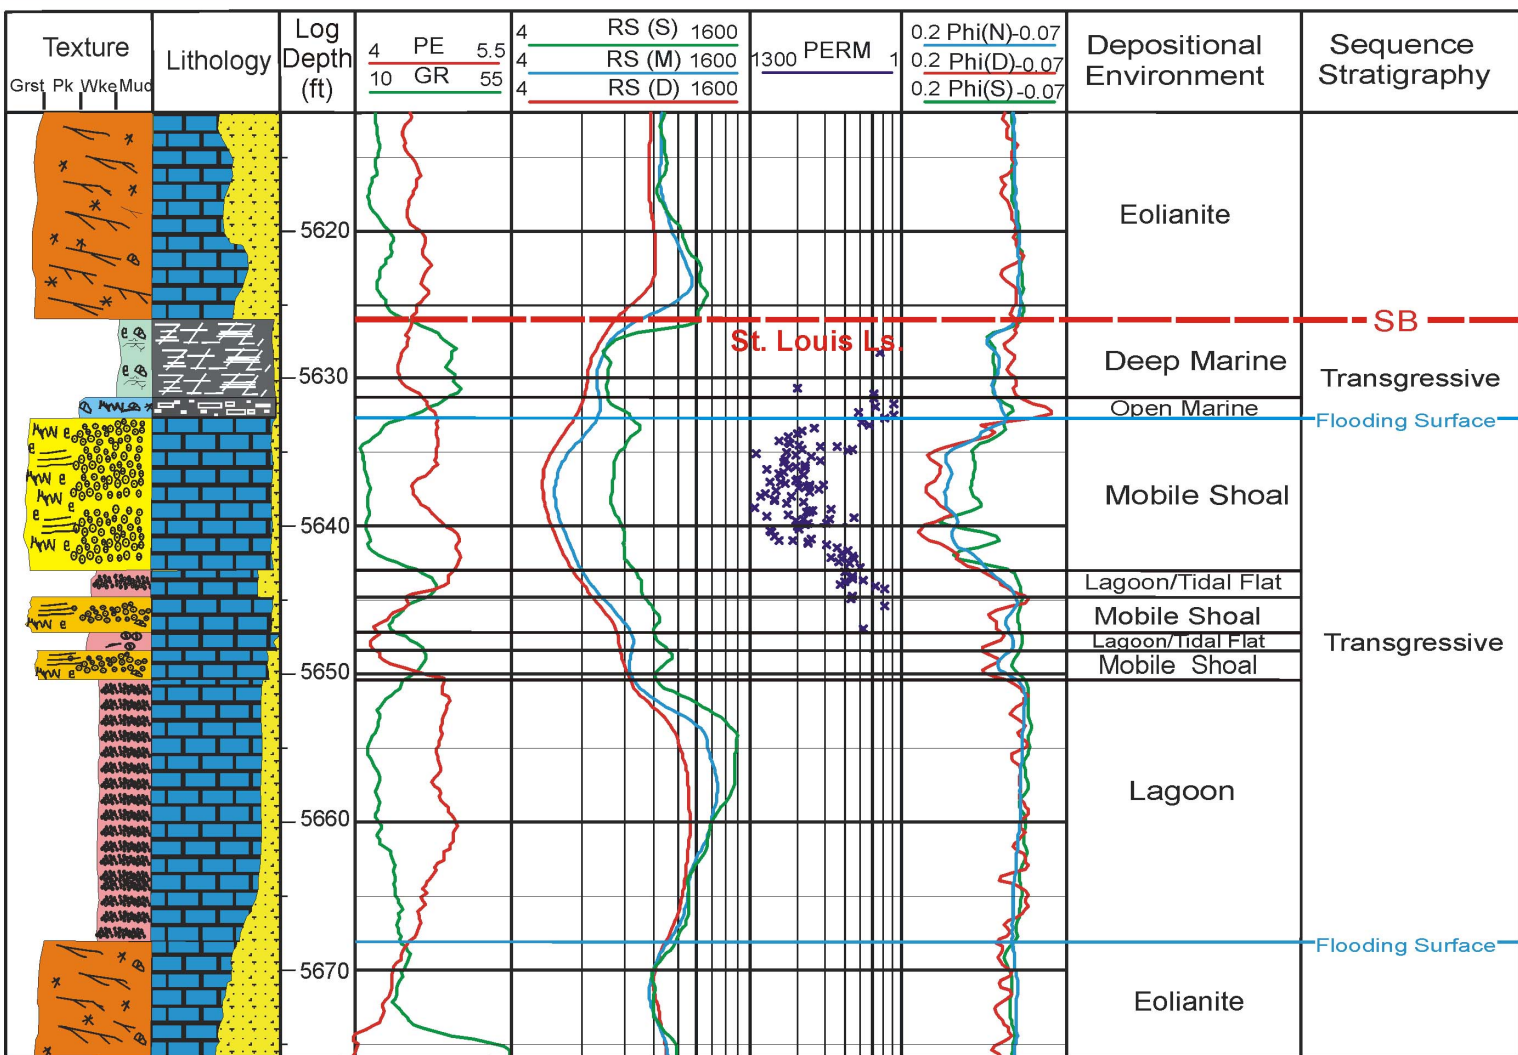 Texture
Grst Pk Wke Mud
Lithology
Log
Depth
(ft)
4 PE 5.5
10 GR 55
4 RS (S) 1600
4 RS (M) 1600
4 RS (D) 1600
1300 PERM 1
0.2 Phi(N) -0.07
0.2 Phi(D) -0.07
0.2 Phi(S) -0.07
Depositional
Environment
Sequence
Stratigraphy
Eolianite
5620
SB
St. Louis Ls.
Deep Marine
5630
Transgressive
Open Marine
Flooding Surface
Mobile Shoal
5640
Lagoon/Tidal Flat
Mobile Shoal
Lagoon/Tidal Flat
Transgressive
Mobile Shoal
5650
Lagoon
5660
Flooding Surface
5670
Eolianite